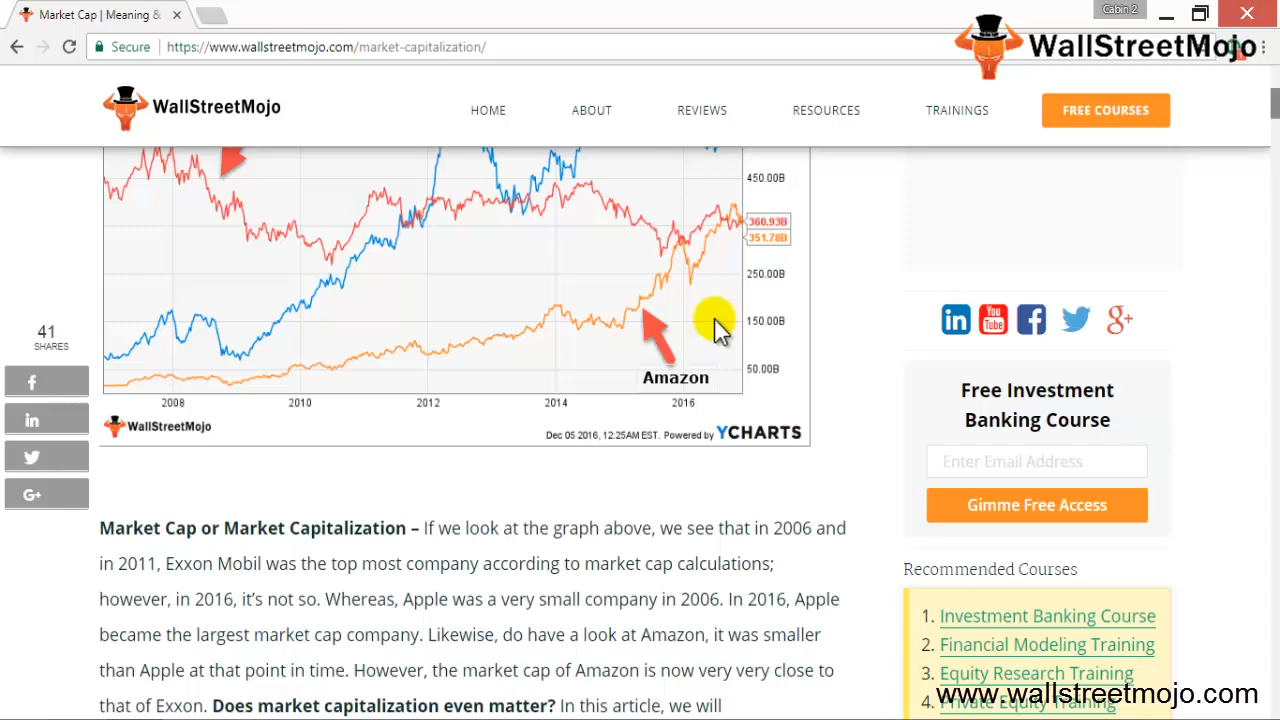 Market Cap | Meaning &
Cabin 2
Secure
https://www.wallstreetmojo.com/market-capitalization/
WallStreetMojo
WallStreetMojo
HOME
ABOUT
REVIEWS
RESOURCES
TRAININGS
FREE COURSES
450.00B
360.93B
351.78B
250.00B
150.00B
50.00B
Amazon
2008
2010
2012
2014
2016
WallStreetMojo
Dec 05 2016, 12:25AM EST. Powered by YCHARTS
41
SHARES
f
in
G+
in
You
Tube
f
g+
Free Investment
Banking Course
Enter Email Address
Gimme Free Access
Market Cap or Market Capitalization – If we look at the graph above, we see that in 2006 and
in 2011, Exxon Mobil was the top most company according to market cap calculations;
however, in 2016, it's not so. Whereas, Apple was a very small company in 2006. In 2016, Apple
became the largest market cap company. Likewise, do have a look at Amazon, it was smaller
than Apple at that point in time. However, the market cap of Amazon is now very very close to
that of Exxon. Does market capitalization even matter? In this article, we will
Recommended Courses
1. Investment Banking Course
2. Financial Modeling Training
3. Equity Research Training
4. Private Equity Training
www.wallstreetmojo.com